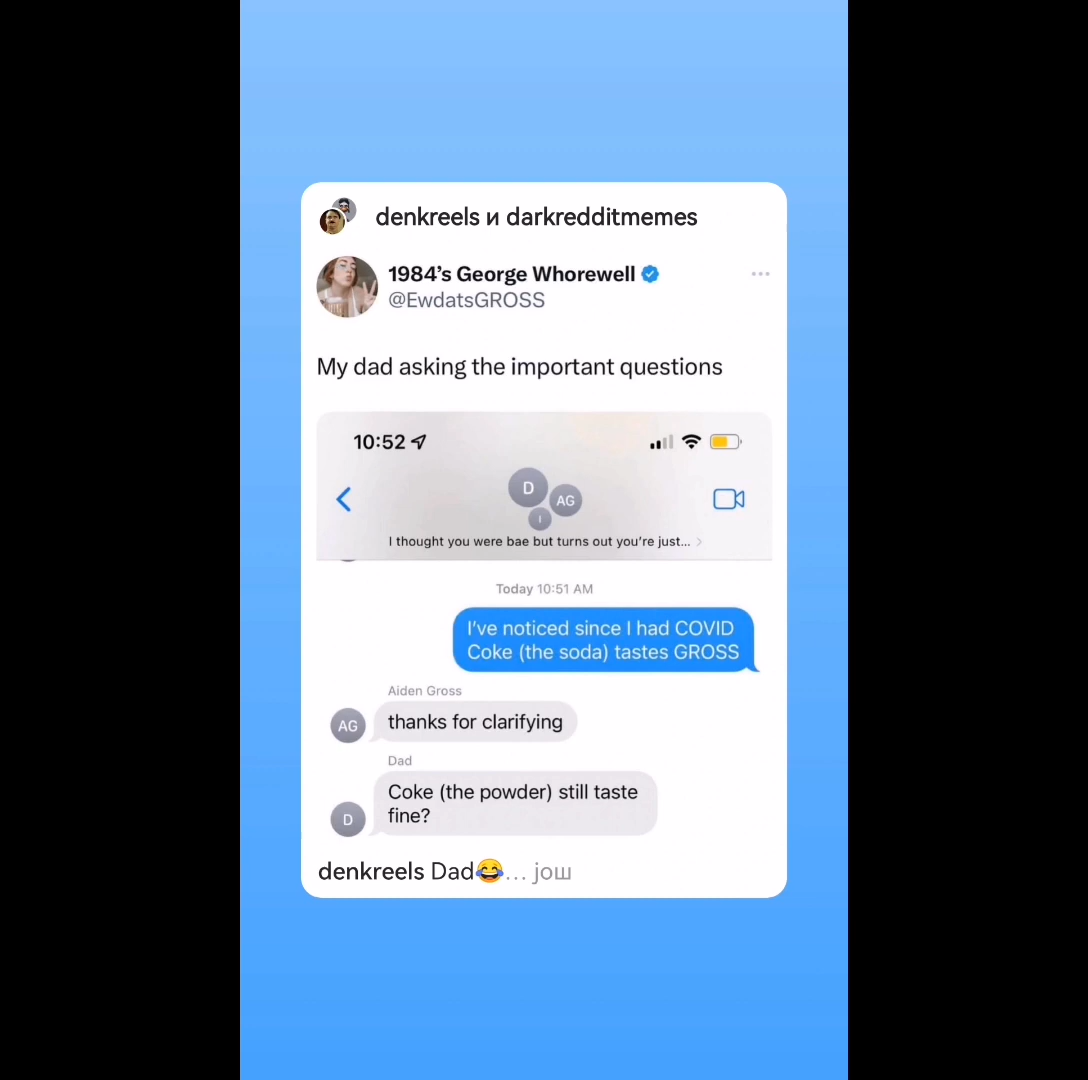 denkreels и darkredditmemes
1984’s George Whorewell
@EwdatsGROSS
My dad asking the important questions
10:52
D
AG
I
I thought you were bae but turns out you’re just...
Today 10:51 AM
I’ve noticed since I had COVID
Coke (the soda) tastes GROSS
Aiden Gross
AG
thanks for clarifying
Dad
Coke (the powder) still taste
fine?
D
denkreels Dad😂... још